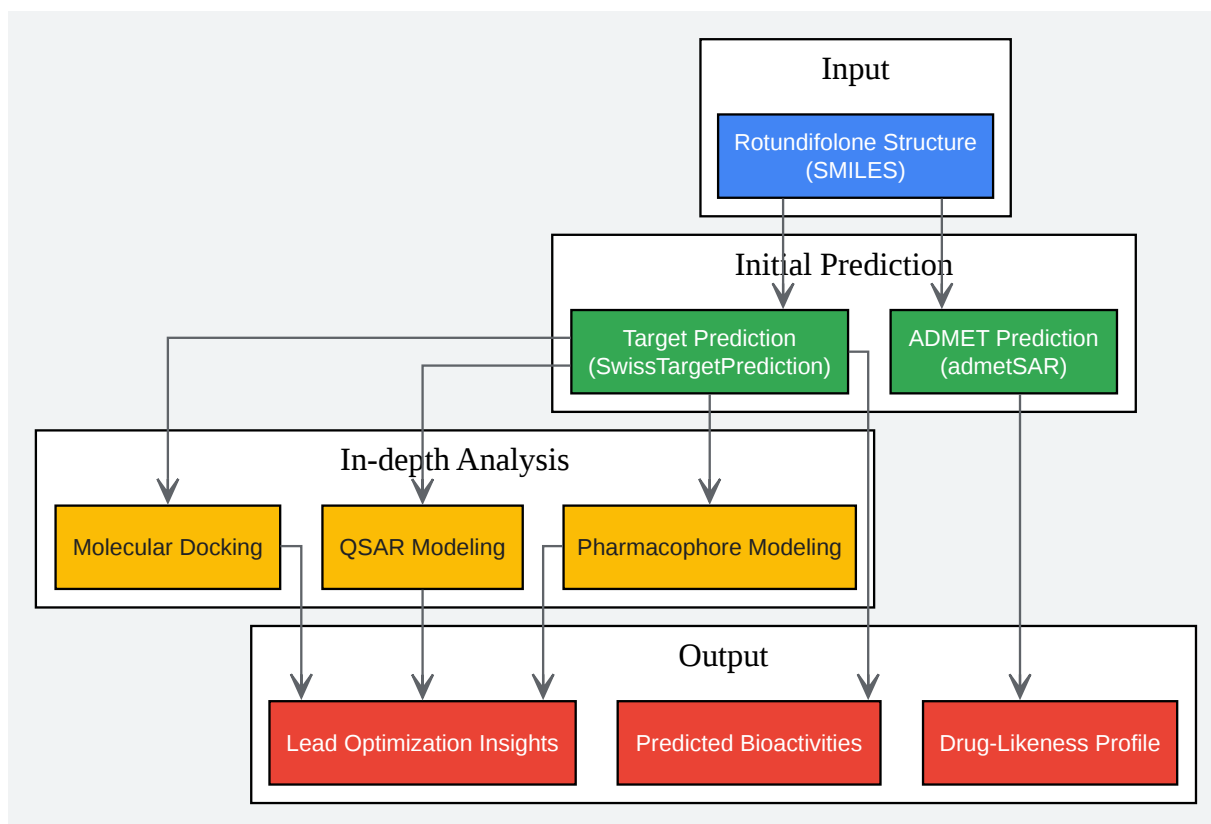 Input
Rotundifolone Structure
(SMILES)
Initial Prediction
Target Prediction
(SwissTargetPrediction)
ADMET Prediction
(admetSAR)
In-depth Analysis
Molecular Docking
QSAR Modeling
Pharmacophore Modeling
Output
Lead Optimization Insights
Predicted Bioactivities
Drug-Likeness Profile